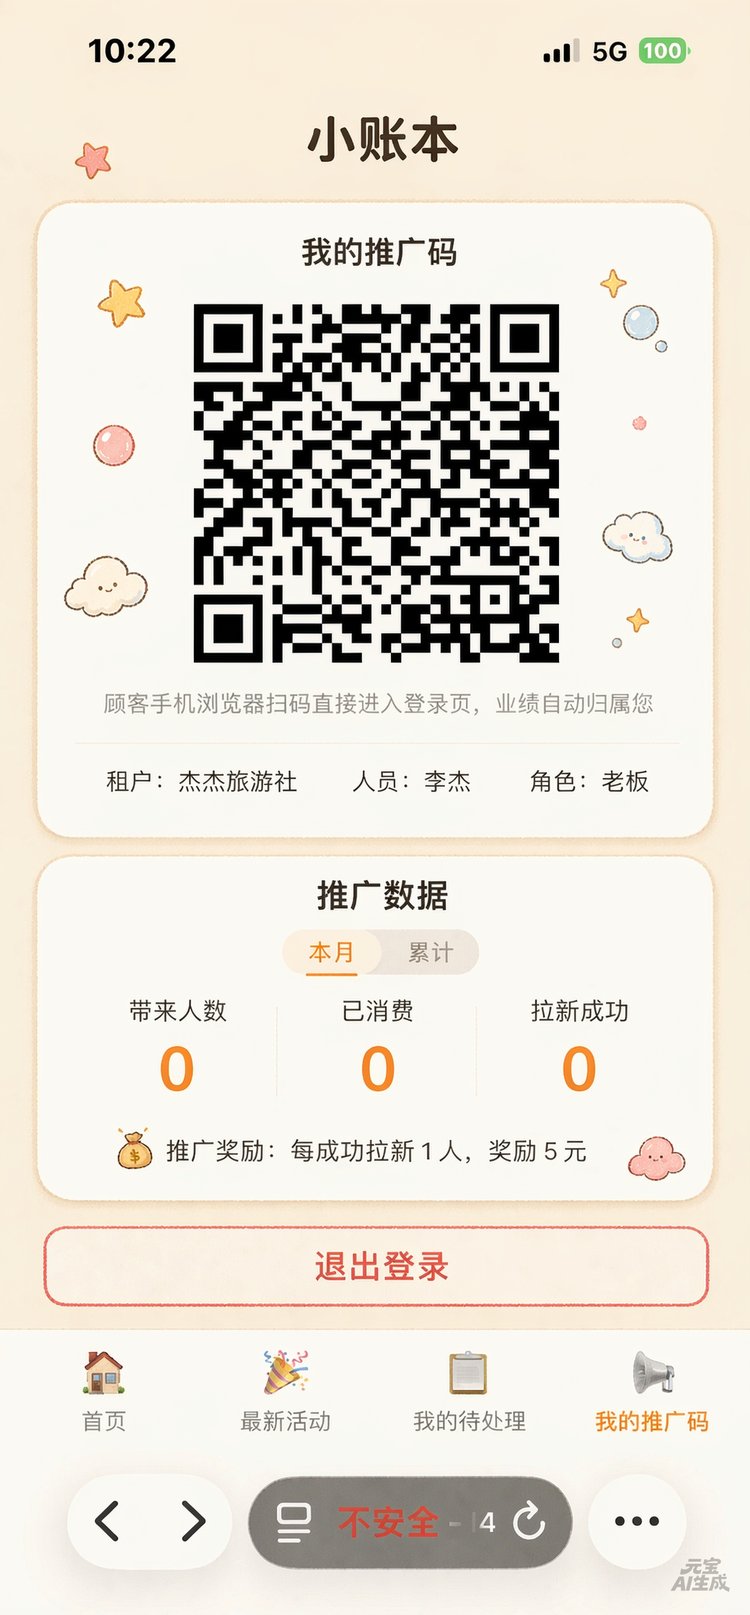 10:22 5G 100
小账本
我的推广码
顾客手机浏览器扫码直接进入登录页，业绩自动归属您
租户：杰杰旅游社 人员：李杰 角色：老板
推广数据
本月 累计
带来人数 已消费 拉新成功
0 0 0
推广奖励：每成功拉新 1 人，奖励 5 元
退出登录
首页 最新活动 我的待处理 我的推广码
不安全 - 4
元宝
AI生成